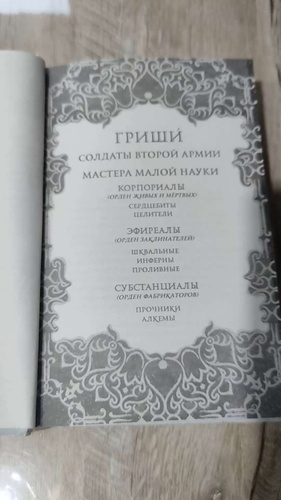 ГРИШИ
СОЛДАТЫ ВТОРОЙ АРМИИ
МАСТЕРА МАЛОЙ НАУКИ
КОРПОРИАЛЫ
(ОРДЕН ЖИВЫХ И МЕРТВЫХ)
СЕРДЦЕБИТЫ
ЦЕЛИТЕЛИ
ЭФИРЕАЛЫ
(ОРДЕН ЗАКЛИНАТЕЛЕЙ)
ШКВАЛЬНЫЕ
ИНФЕРНЫ
ПРОЛИВНЫЕ
СУБСТАНЦИАЛЫ
(ОРДЕН ФАБРИКАТОРОВ)
ПРОЧНИКИ
АЛКЕМЫ